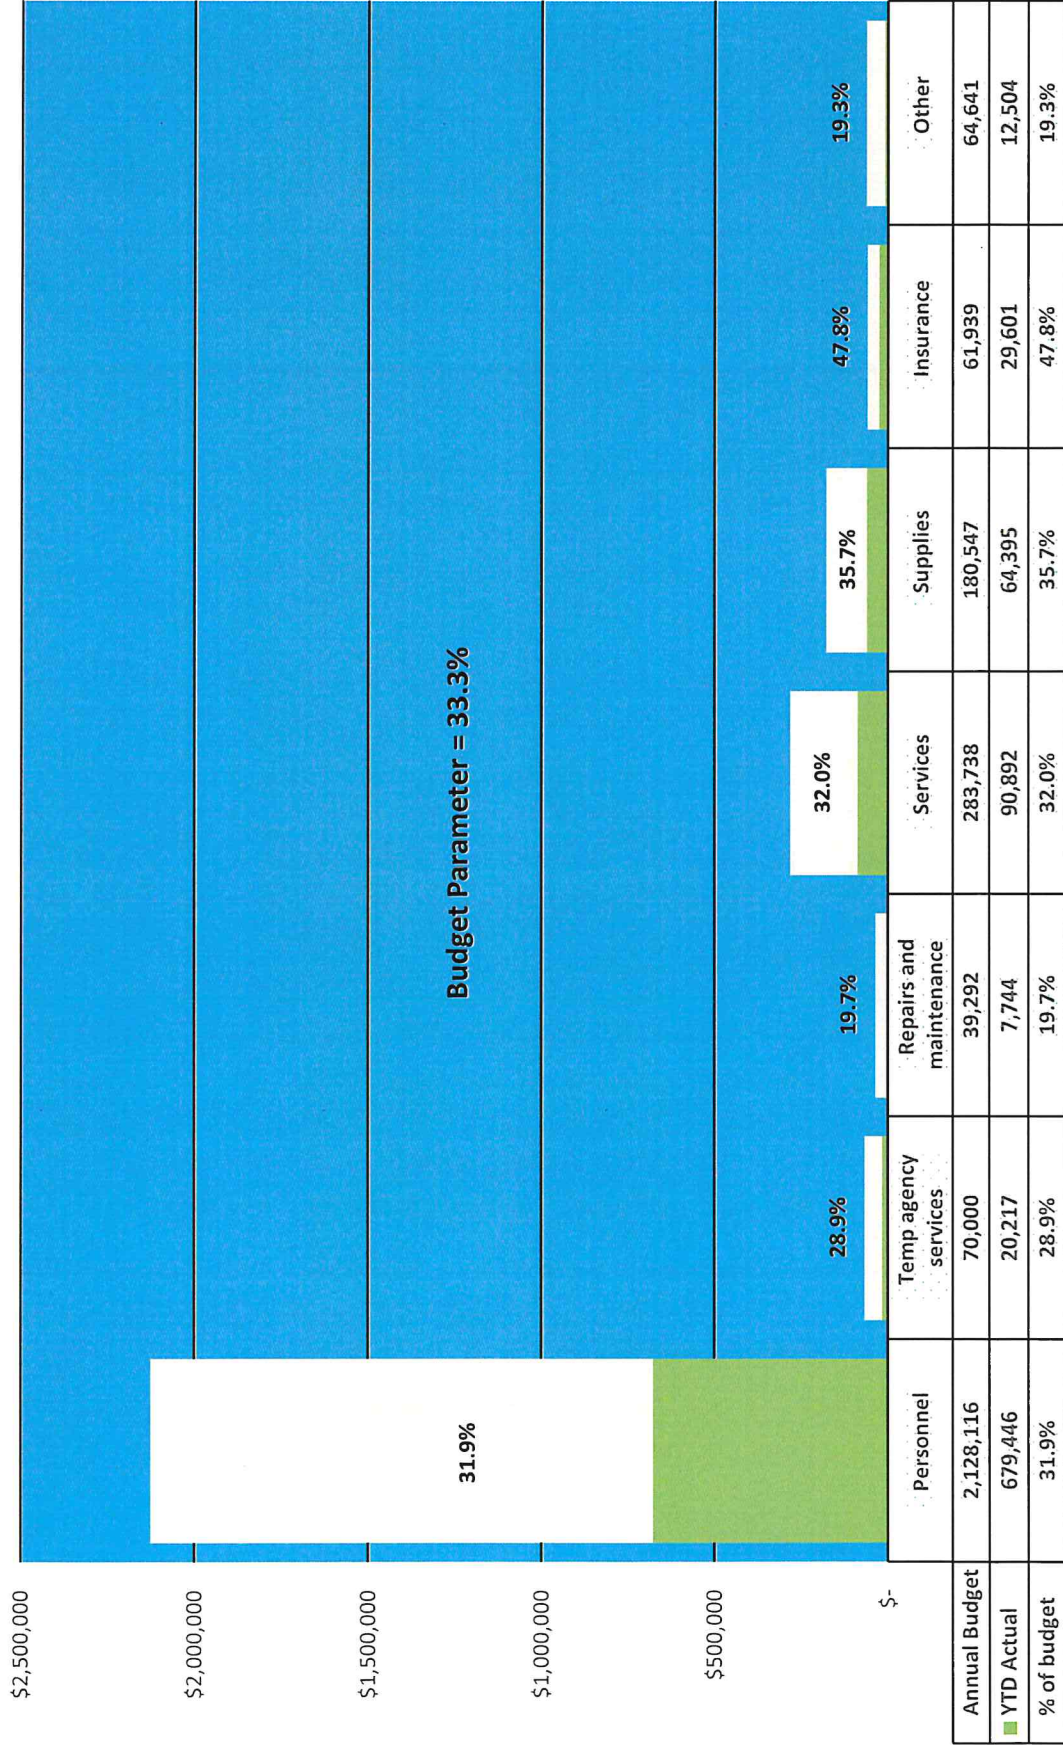 $2,500,000
$2,000,000
$1,500,000
$1,000,000
$500,000
$-
Budget Parameter = 33.3%
31.9%
28.9%
19.7%
32.0%
35.7%
47.8%
19.3%
Personnel
Temp agency
services
Repairs and
maintenance
Services
Supplies
Insurance
Other
Annual Budget 2,128,116 70,000 39,292 283,738 180,547 61,939 64,641
YTD Actual 679,446 20,217 7,744 90,892 64,395 29,601 12,504
% of budget 31.9% 28.9% 19.7% 32.0% 35.7% 47.8% 19.3%